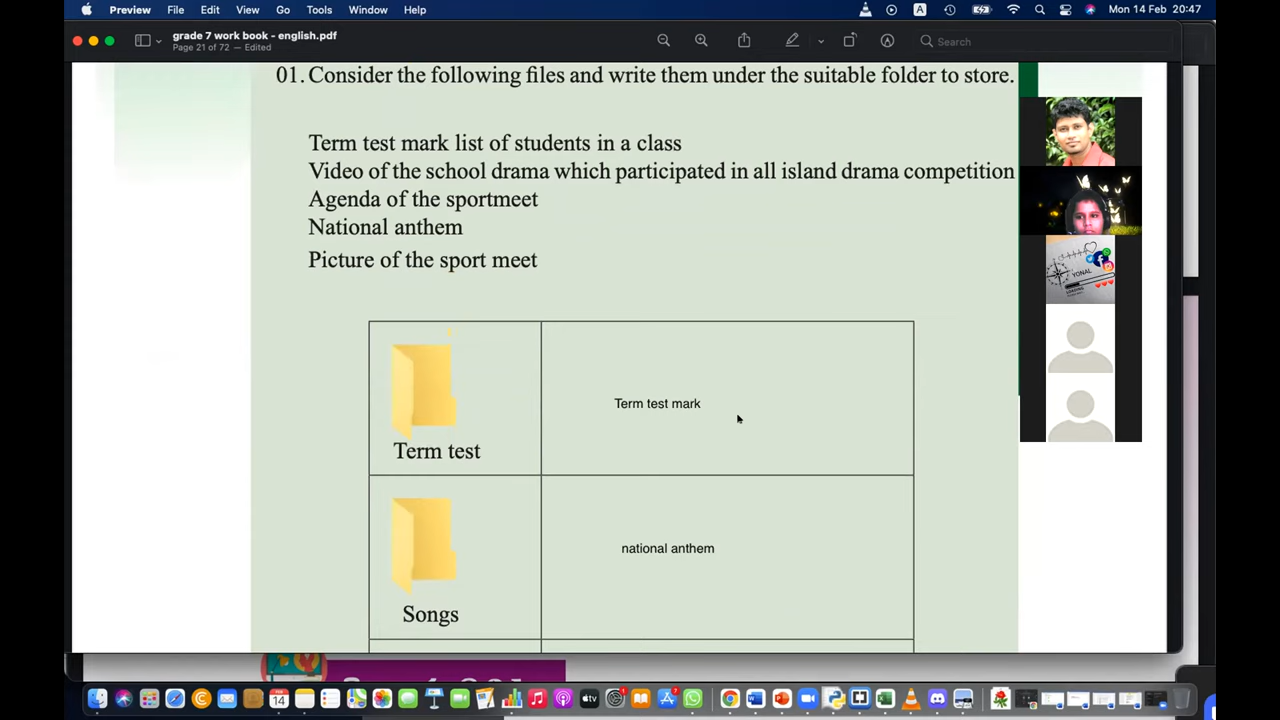 Preview File Edit View Go Tools Window Help A Mon 14 Feb 20:47
grade 7 work book - english.pdf
Page 21 of 72 — Edited
Search
01. Consider the following files and write them under the suitable folder to store.
Term test mark list of students in a class
Video of the school drama which participated in all island drama competition
Agenda of the sportmeet
National anthem
Picture of the sport meet
YONAL
LOADING
Term test mark
Term test
national anthem
Songs
FEB
14